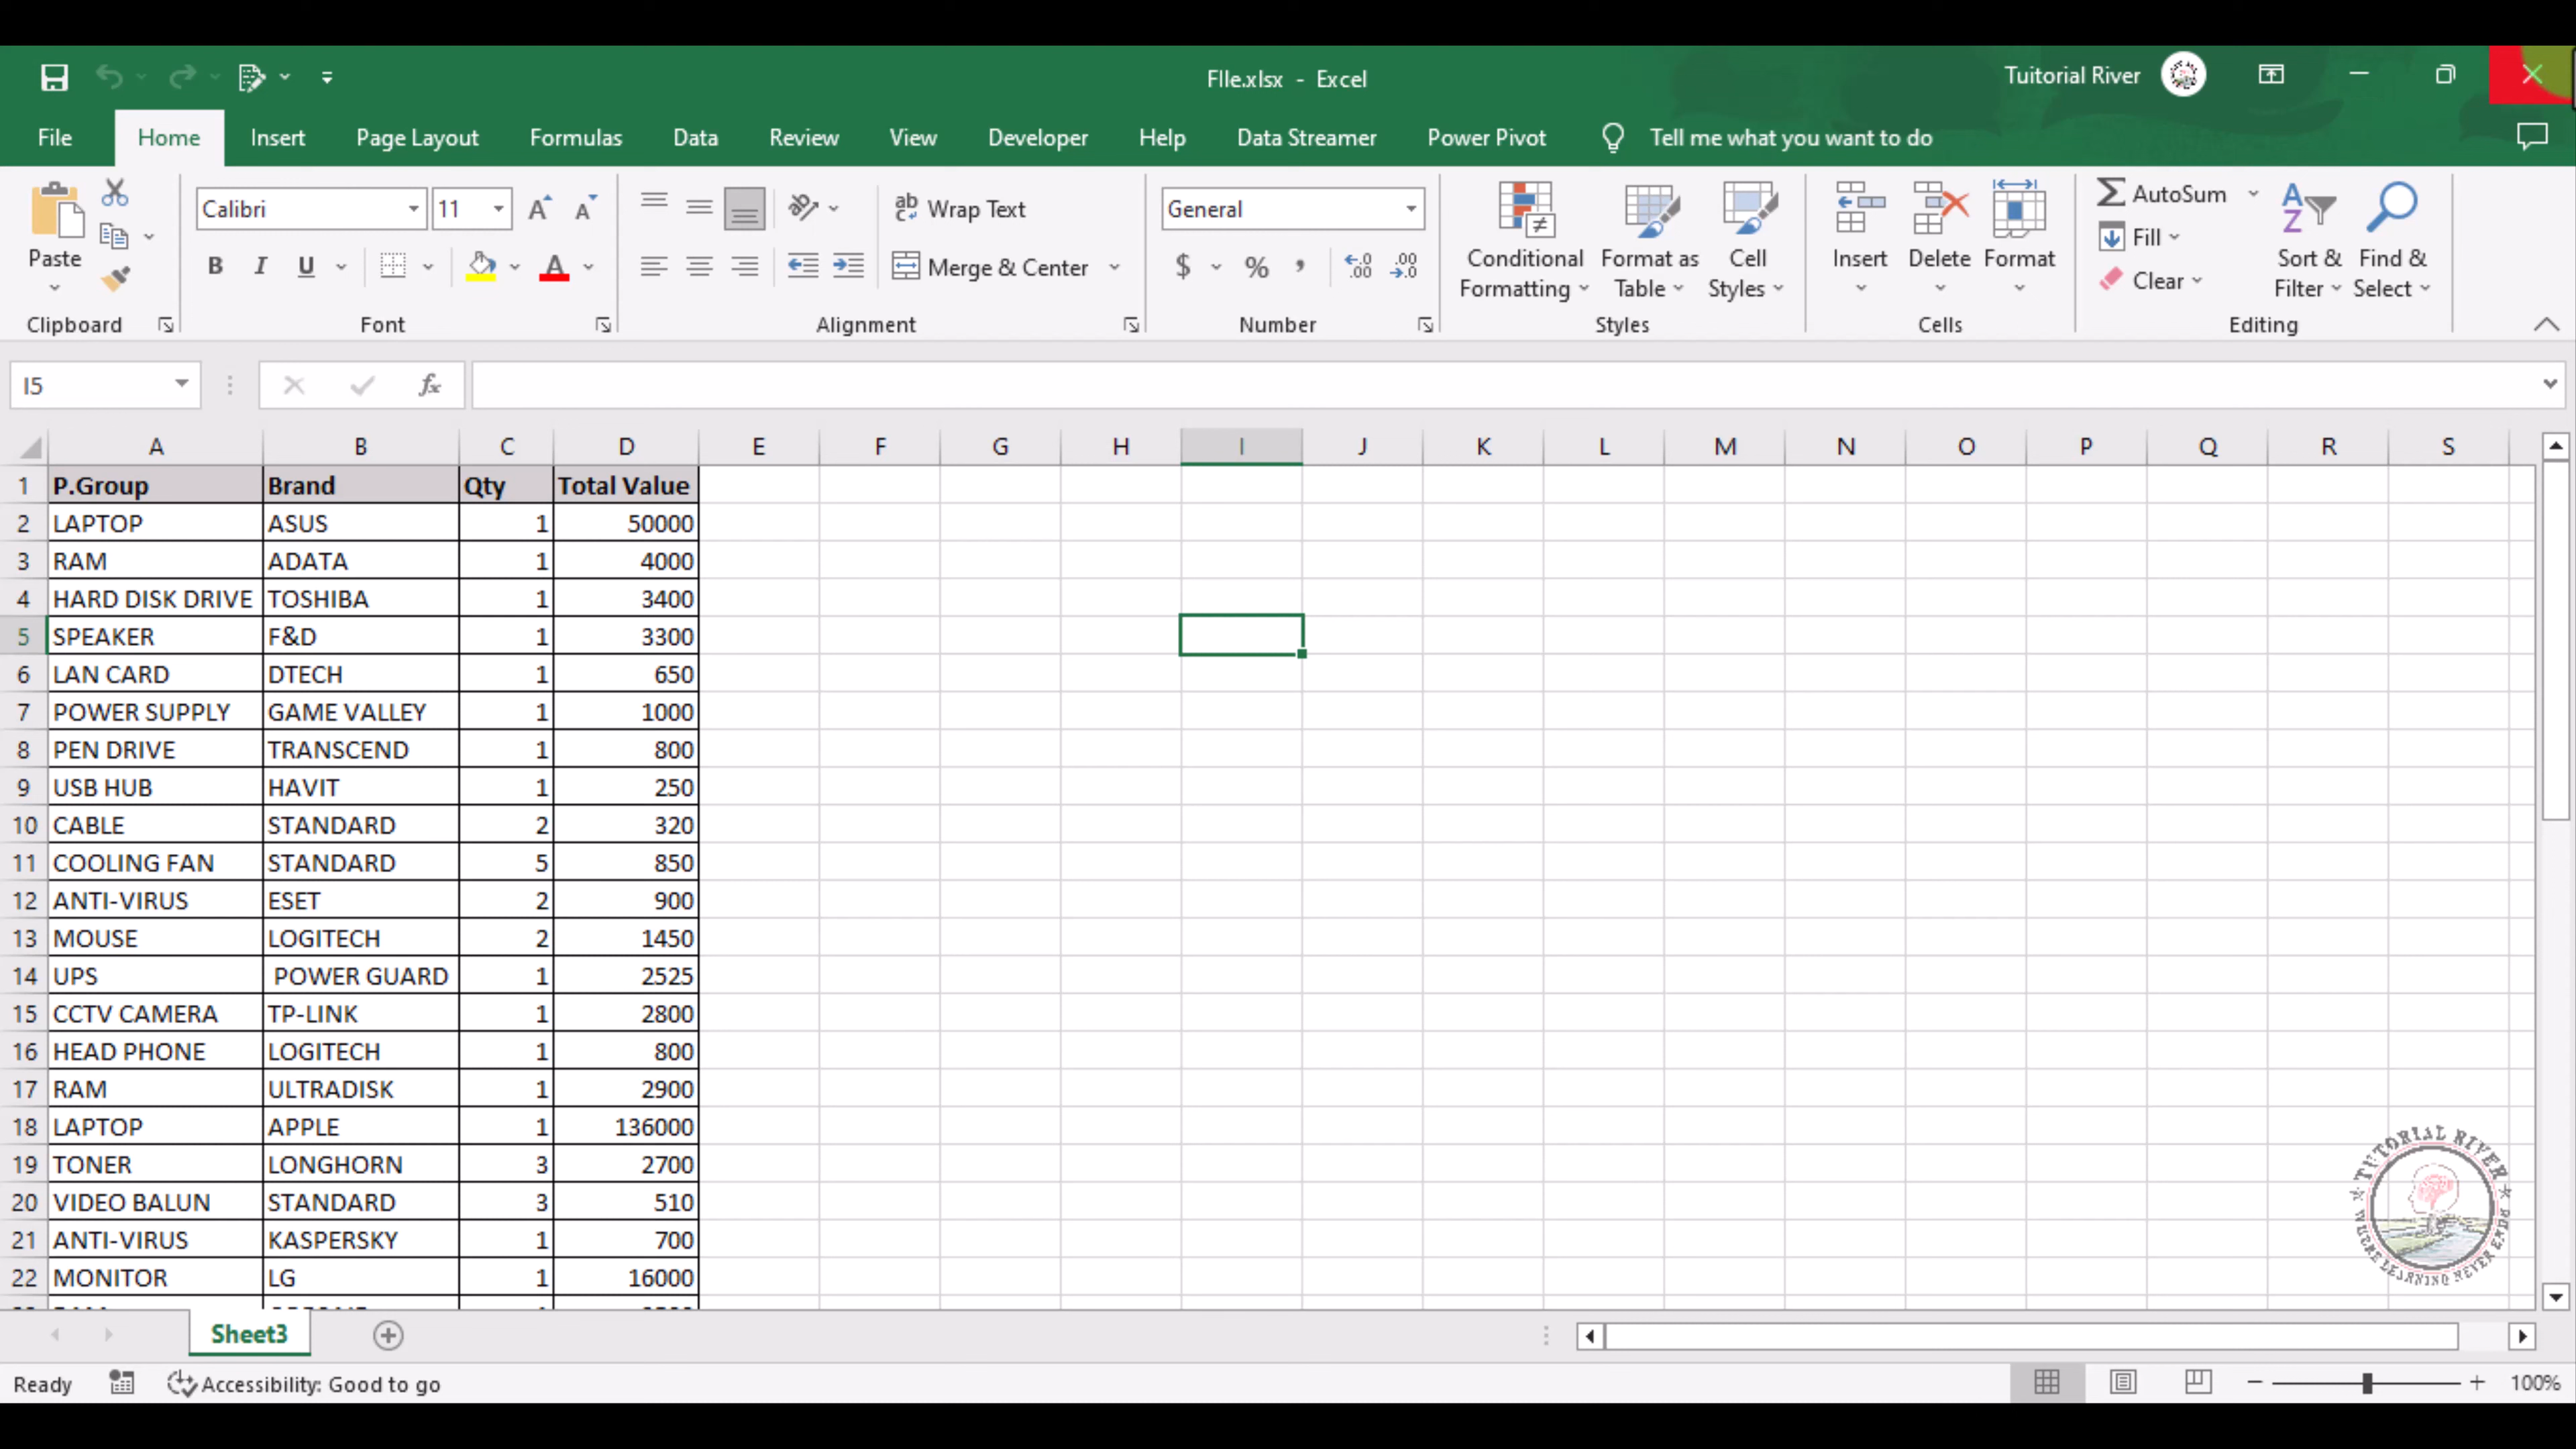 FIle.xlsx - Excel
Tuitorial River
File Home Insert Page Layout Formulas Data Review View Developer Help Data Streamer Power Pivot Tell me what you want to do
Calibri 11 ab Wrap Text General AutoSum
Paste B I U A ab c Merge & Center $ % , Conditional Formatting Format as Table Cell Styles Insert Delete Format Fill Clear Sort & Filter Find & Select
Clipboard Font Alignment Number Styles Cells Editing
I5 fx
A B C D E F G H I J K L M N O P Q R S
1 P.Group Brand Qty Total Value
2 LAPTOP ASUS 1 50000
3 RAM ADATA 1 4000
4 HARD DISK DRIVE TOSHIBA 1 3400
5 SPEAKER F&D 1 3300
6 LAN CARD DTECH 1 650
7 POWER SUPPLY GAME VALLEY 1 1000
8 PEN DRIVE TRANSCEND 1 800
9 USB HUB HAVIT 1 250
10 CABLE STANDARD 2 320
11 COOLING FAN STANDARD 5 850
12 ANTI-VIRUS ESET 2 900
13 MOUSE LOGITECH 2 1450
14 UPS POWER GUARD 1 2525
15 CCTV CAMERA TP-LINK 1 2800
16 HEAD PHONE LOGITECH 1 800
17 RAM ULTRADISK 1 2900
18 LAPTOP APPLE 1 136000
19 TONER LONGHORN 3 2700
20 VIDEO BALUN STANDARD 3 510
21 ANTI-VIRUS KASPERSKY 1 700
22 MONITOR LG 1 16000
TUTORIAL RIVER
WHERE LEARNING NEVER END
Sheet3
Ready Accessibility: Good to go 100%